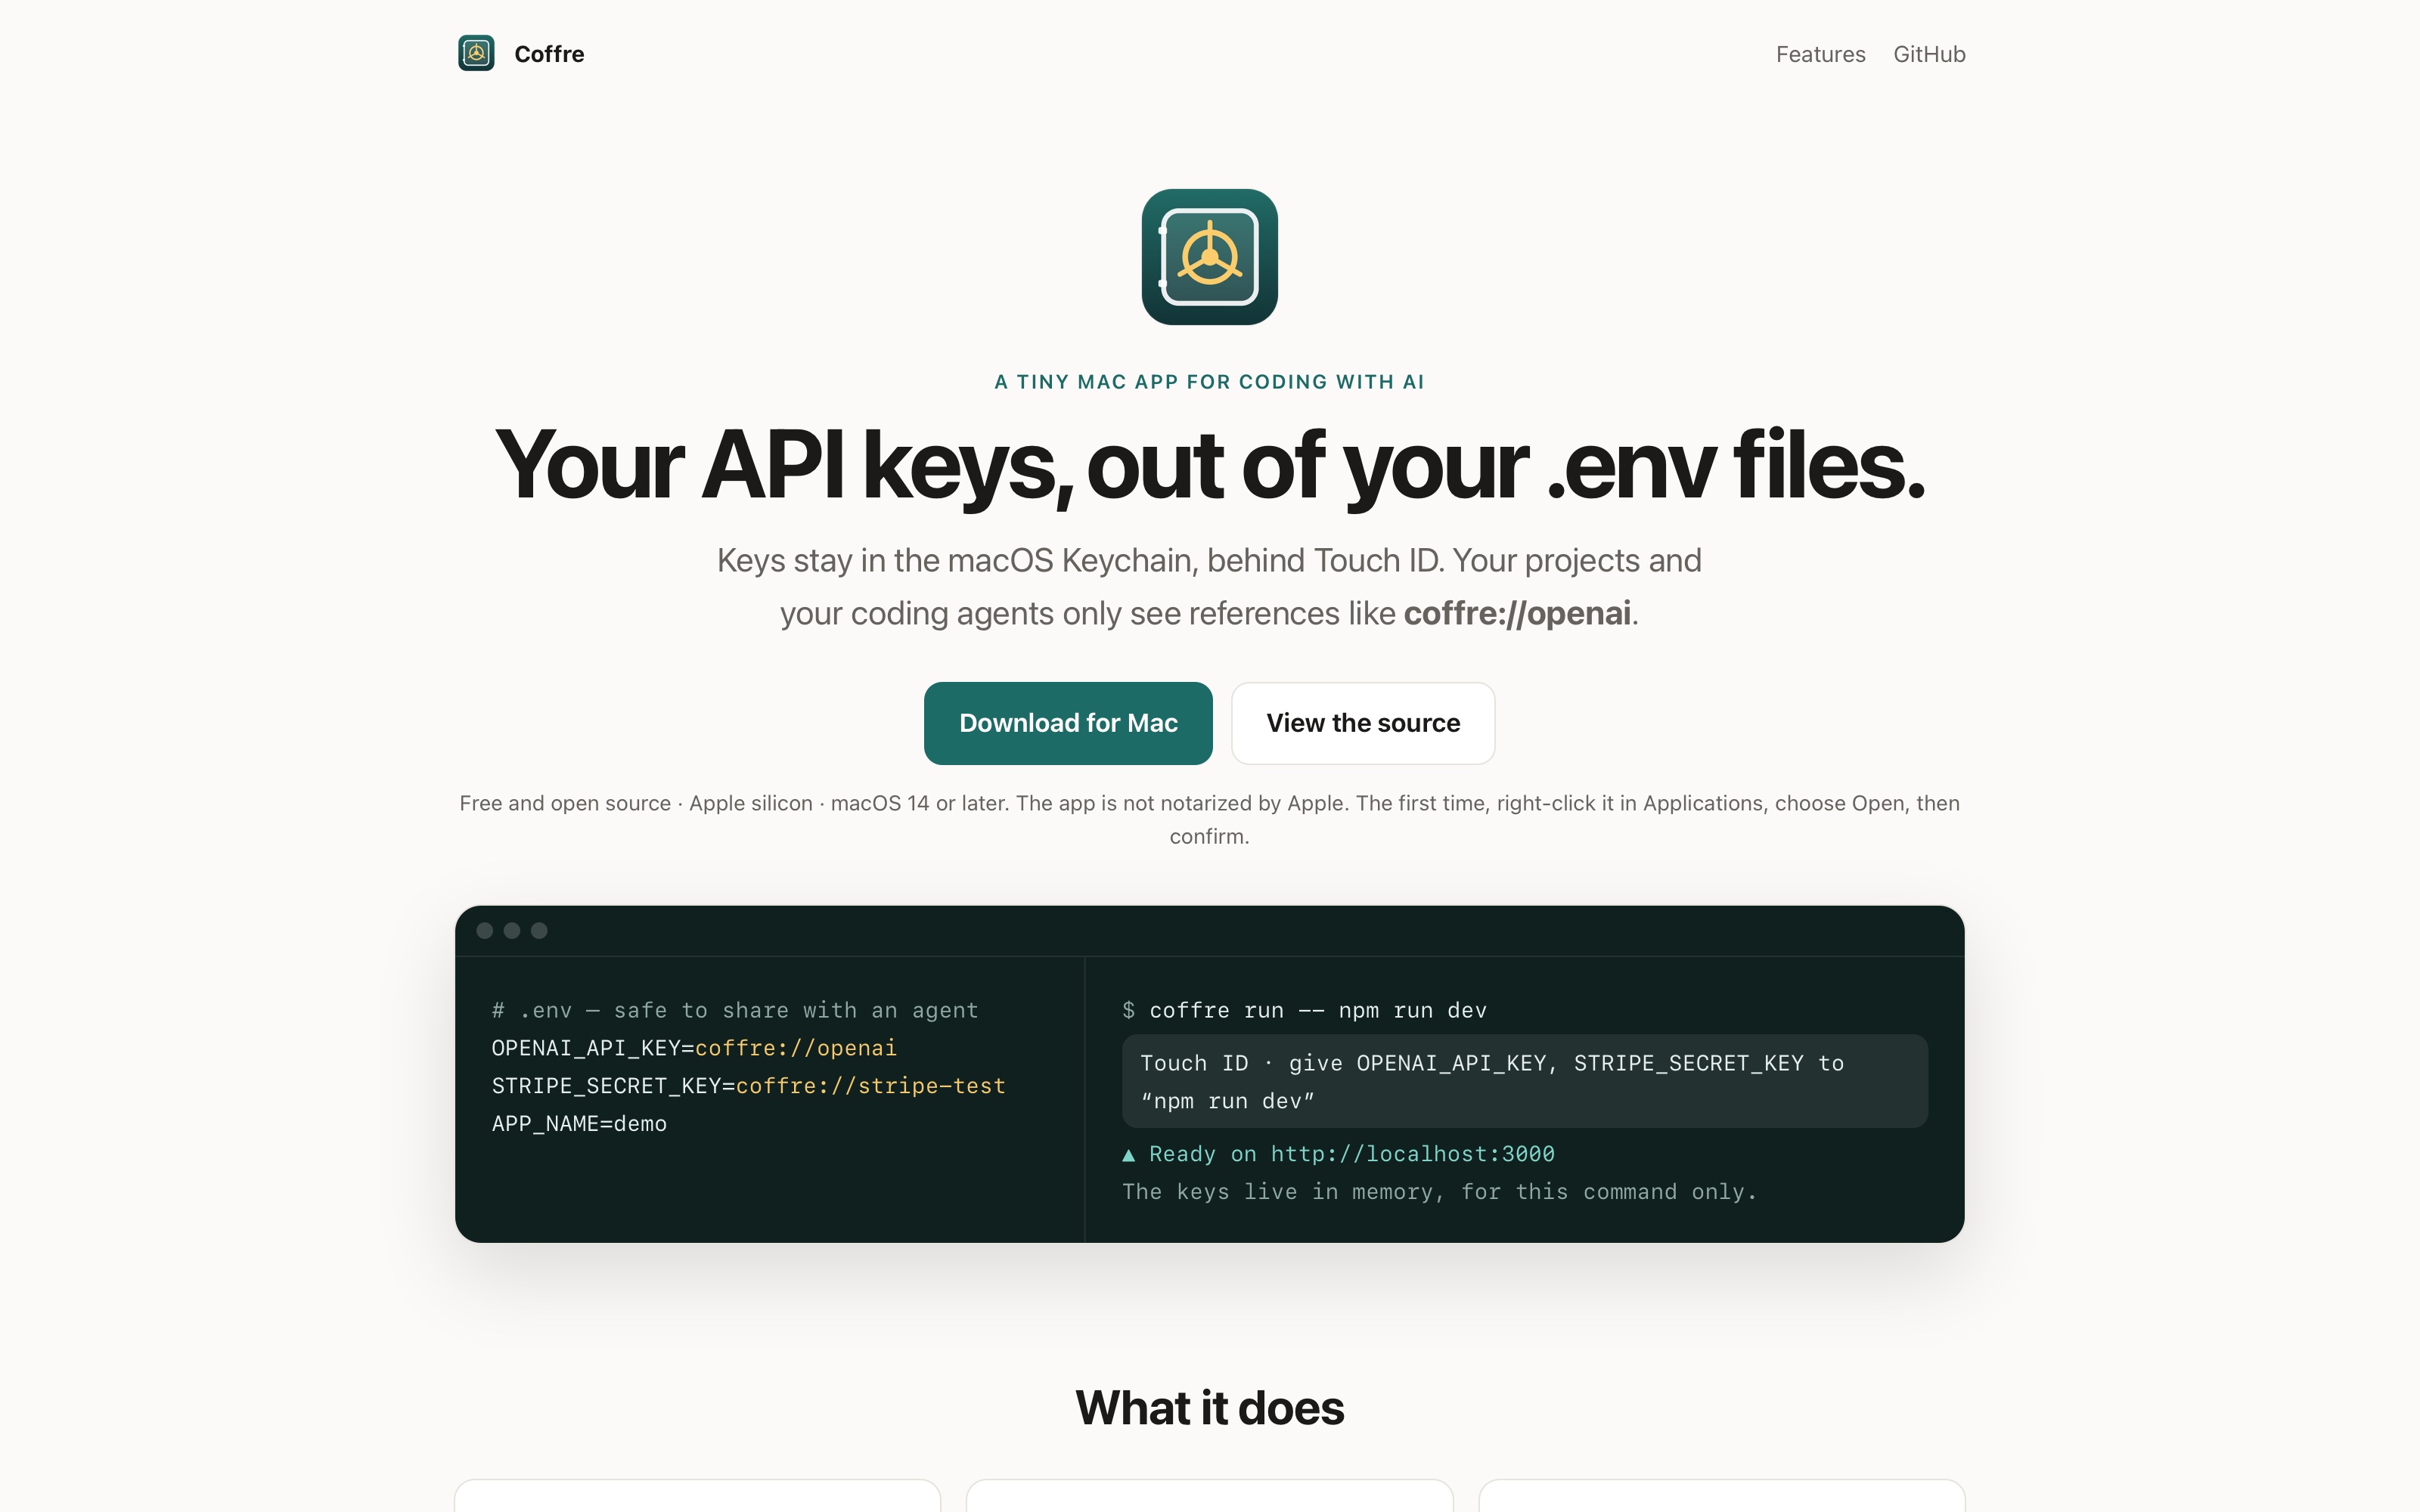 Coffre
Features
GitHub
A TINY MAC APP FOR CODING WITH AI
Your API keys, out of your .env files.
Keys stay in the macOS Keychain, behind Touch ID. Your projects and
your coding agents only see references like coffre://openai.
Download for Mac
View the source
Free and open source · Apple silicon · macOS 14 or later. The app is not notarized by Apple. The first time, right-click it in Applications, choose Open, then
confirm.
# .env — safe to share with an agent
OPENAI_API_KEY=coffre://openai
STRIPE_SECRET_KEY=coffre://stripe-test
APP_NAME=demo
$ coffre run -- npm run dev
Touch ID · give OPENAI_API_KEY, STRIPE_SECRET_KEY to
“npm run dev”
▲ Ready on http://localhost:3000
The keys live in memory, for this command only.
What it does